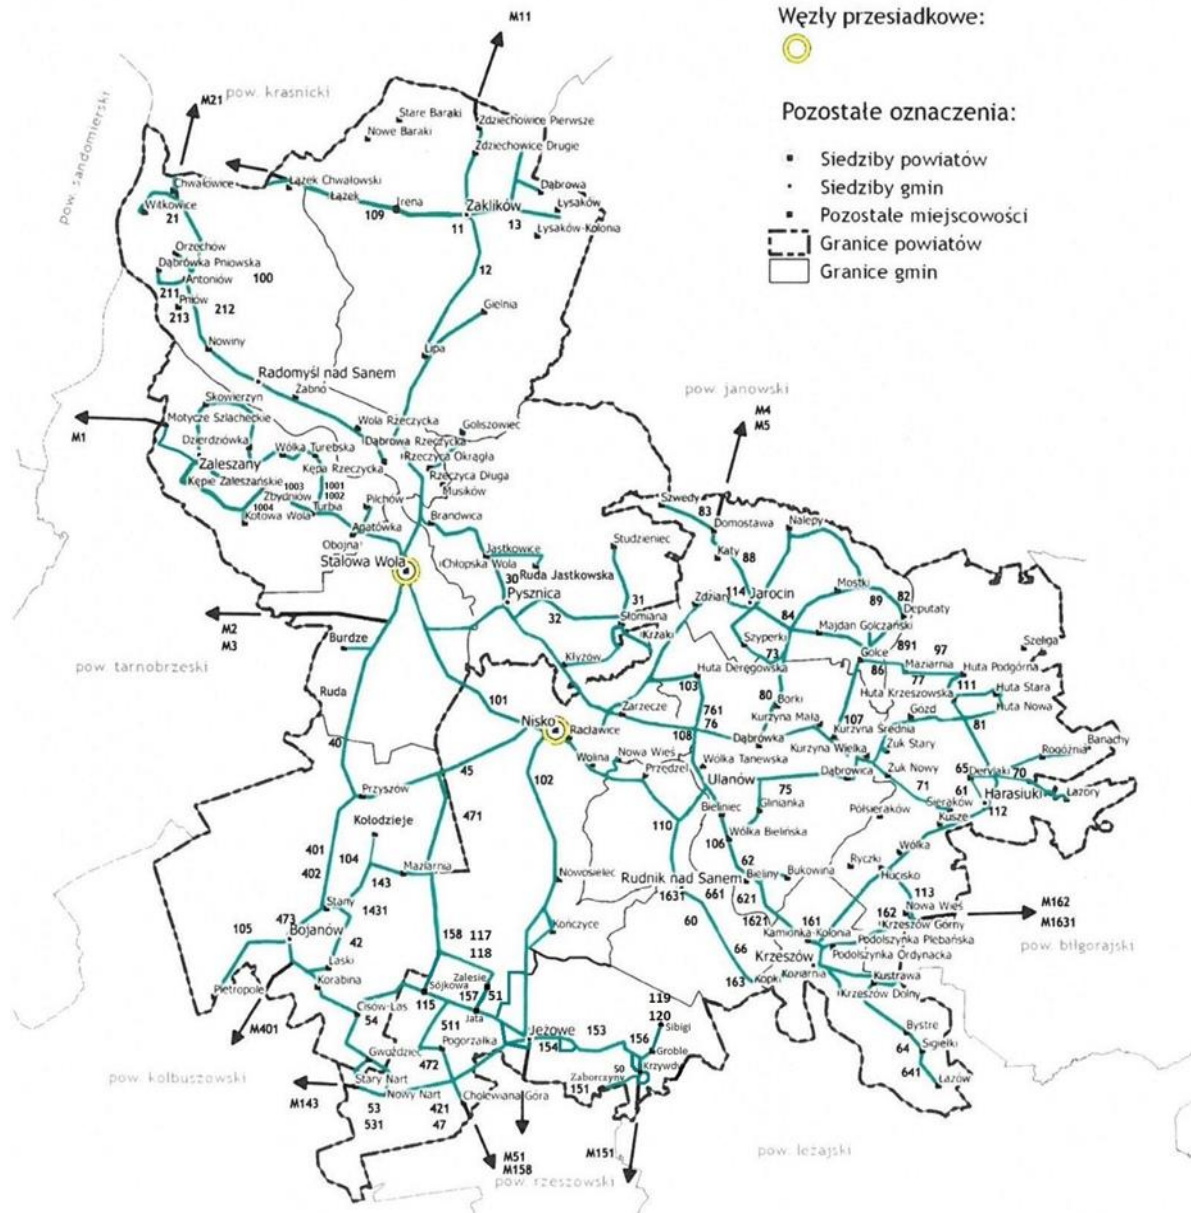 Węzły przesiadkowe:
Pozostałe oznaczenia:
Siedziby powiatów
Siedziby gmin
Pozostałe miejscowości
Granice powiatów
Granice gmin
M11
M21
pow. kraśnicki
pow. sandomierski
Stare Baraki
Nowe Baraki
Zdziechowice Pierwsze
Zdziechowice Drugie
Chwałowice
Łążek Chwałowski
Łążek
Irena
109
Zaklików
11
13
Dąbrowa
Łysaków
Łysaków-Kolonia
Witkowice
21
Orzechów
Dąbrówka Pniowska
Antoniów
100
211
Pniów
213
212
12
Gielnia
Nowiny
Lipa
Radomyśl nad Sanem
Żabno
pow. janowski
Skowierzyn
Motycze Szlacheckie
M1
Wola Rzeczycka
Goliszowiec
Dzierdziówka
Wólka Turebska
Dąbrowa Rzeczycka
Zaleszany
Kępa Rzeczycka
Rzeczyca Okrągła
Rzeczyca Długa
Musików
Kępie Zaleszańskie
1003
1001
1002
Zbydniów
1004
Turbia
Pilchów
Kotowa Wola
Agatówka
Brandwica
Obojna
Stalowa Wola
M4
M5
Szwedy
83
Domostawa
Nalepy
Katy
88
Studzieniec
Jastkowice
Chłopska Wola
Ruda Jastkowska
30
Pysznica
32
31
Słomiana
Krzaki
Zdziary
114
Jarocin
Mostki
89
82
Deputaty
84
Majdan Golczański
Szyperki
73
891
97
Golce
86
Maziarnia
77
Huta Podgórna
Szeliga
M2
M3
pow. tarnobrzeski
Burdze
Kłyżów
Huta Deręgowska
103
Huta Krzeszowska
111
Huta Stara
Huta Nowa
Ruda
101
Nisko
Racławice
Zarzecze
761
76
108
80
Borki
Kurzyna Mała
107
Kurzyna Średnia
Gózd
81
Dąbrówka
Kurzyna Wielka
Żuk Stary
Banachy
Rogóźnia
40
45
102
Wolina
Nowa Wieś
Przędzel
Wólka Tanewska
Ulanów
75
Dąbrowica
Żuk Nowy
71
65
61
Derylaki
70
Harasiuki
Łazory
Przyszów
471
Kołodzieje
Bieliniec
Glinianka
Półsieraków
Sieraków
112
Kusze
110
106
Wólka Bielińska
401
402
104
143
Maziarnia
Nowosielec
Rudnik nad Sanem
62
Bieliny
Bukowina
Ryczki
Wólka
Hucisko
113
1631
661
621
Stany
1431
Kończyce
60
66
1621
161
162
Nowa Wieś
Krzeszów Górny
M162
M1631
pow. biłgorajski
105
473
Bojanów
42
Laski
158
117
118
Kamionka-Kolonia
Podolszynka Plebańska
Podolszynka Ordynacka
Krzeszów
Koziarnia
Kustrawa
163
Kopki
Krzeszów Dolny
Pietropole
Korabina
Zalesie
Sójkowa
115
157
51
Jata
Cisów-Las
54
M401
119
120
Sibigi
511
Pogorzałka
Jeżowe
153
154
156
Groble
Krzywdy
Bystre
64
Sigiełki
641
Łazów
pow. kolbuszowski
Gwoździec
472
Stary Nart
M143
Nowy Nart
53
531
421
47
Cholewiana Góra
Zaborczyny
50
151
M51
M158
M151
pow. rzeszowski
pow. leżajski